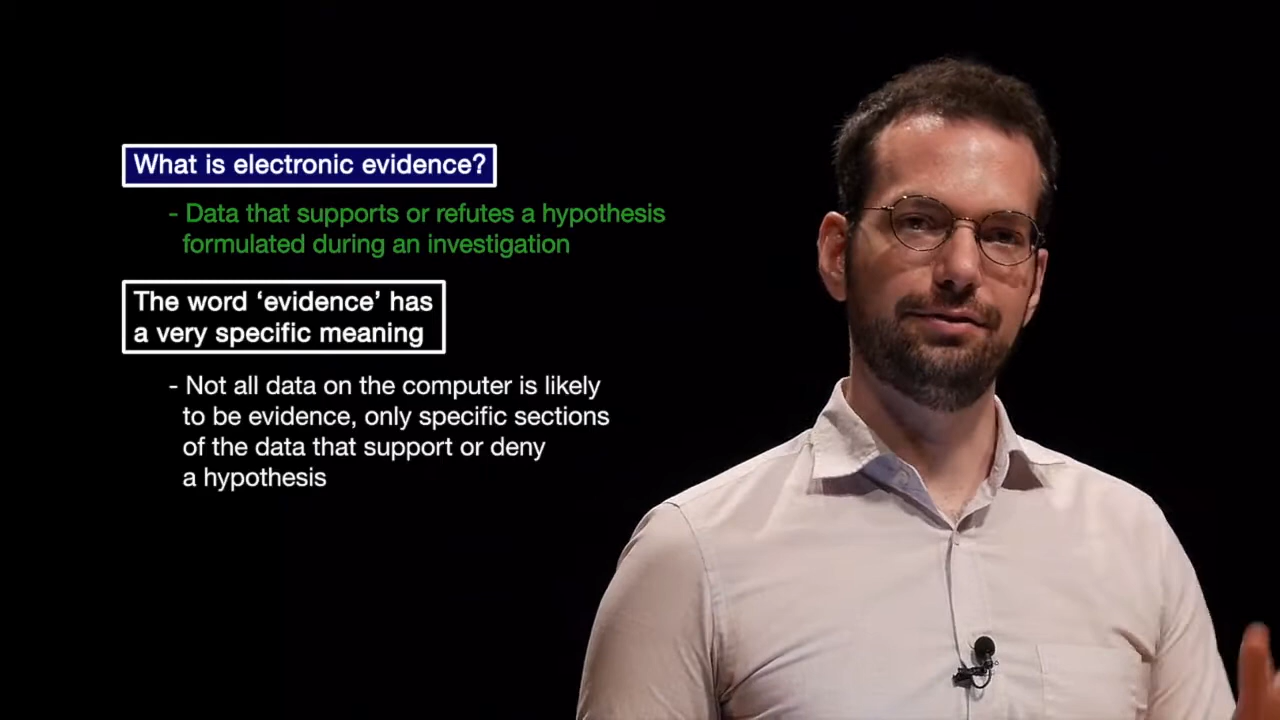 What is electronic evidence?
- Data that supports or refutes a hypothesis
formulated during an investigation
The word ‘evidence’ has
a very specific meaning
- Not all data on the computer is likely
to be evidence, only specific sections
of the data that support or deny
a hypothesis